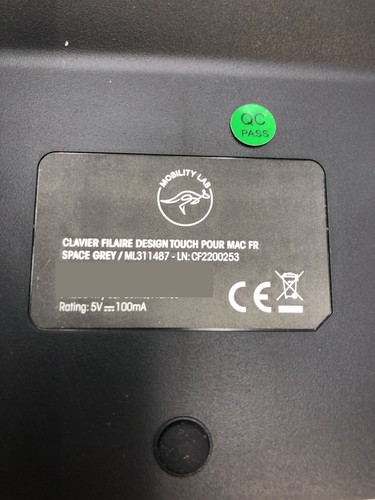 QC
PASS
MOBILITY LAB
CLAVIER FILAIRE DESIGN TOUCH POUR MAC FR
SPACE GREY / ML311487 - LN: CF2200253
Rating: 5V⎓100mA
CE